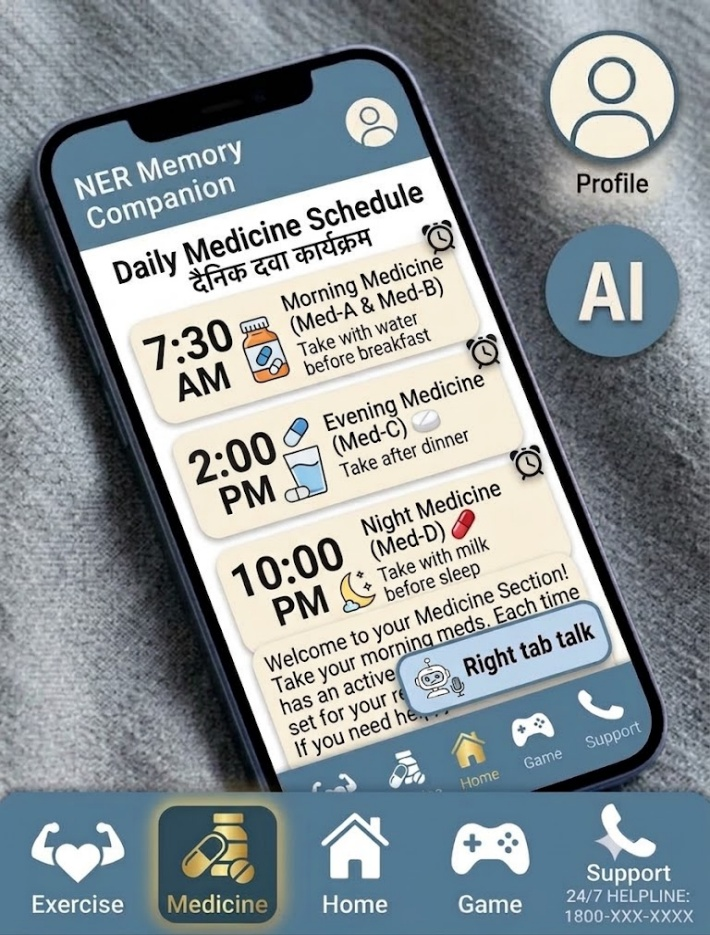 NER Memory
Companion
Daily Medicine Schedule
दैनिक दवा कार्यक्रम
7:30
AM
Morning Medicine
(Med-A & Med-B)
Take with water
before breakfast
2:00
PM
Evening Medicine
(Med-C)
Take after dinner
10:00
PM
Night Medicine
(Med-D)
Take with milk
before sleep
Welcome to your Medicine Section!
Take your morning meds. Each time
has an active
set for your
If you need
Right tab talk
Home
Game
Support
Profile
AI
Exercise
Medicine
Home
Game
Support
24/7 HELPLINE:
1800-XXX-XXXX